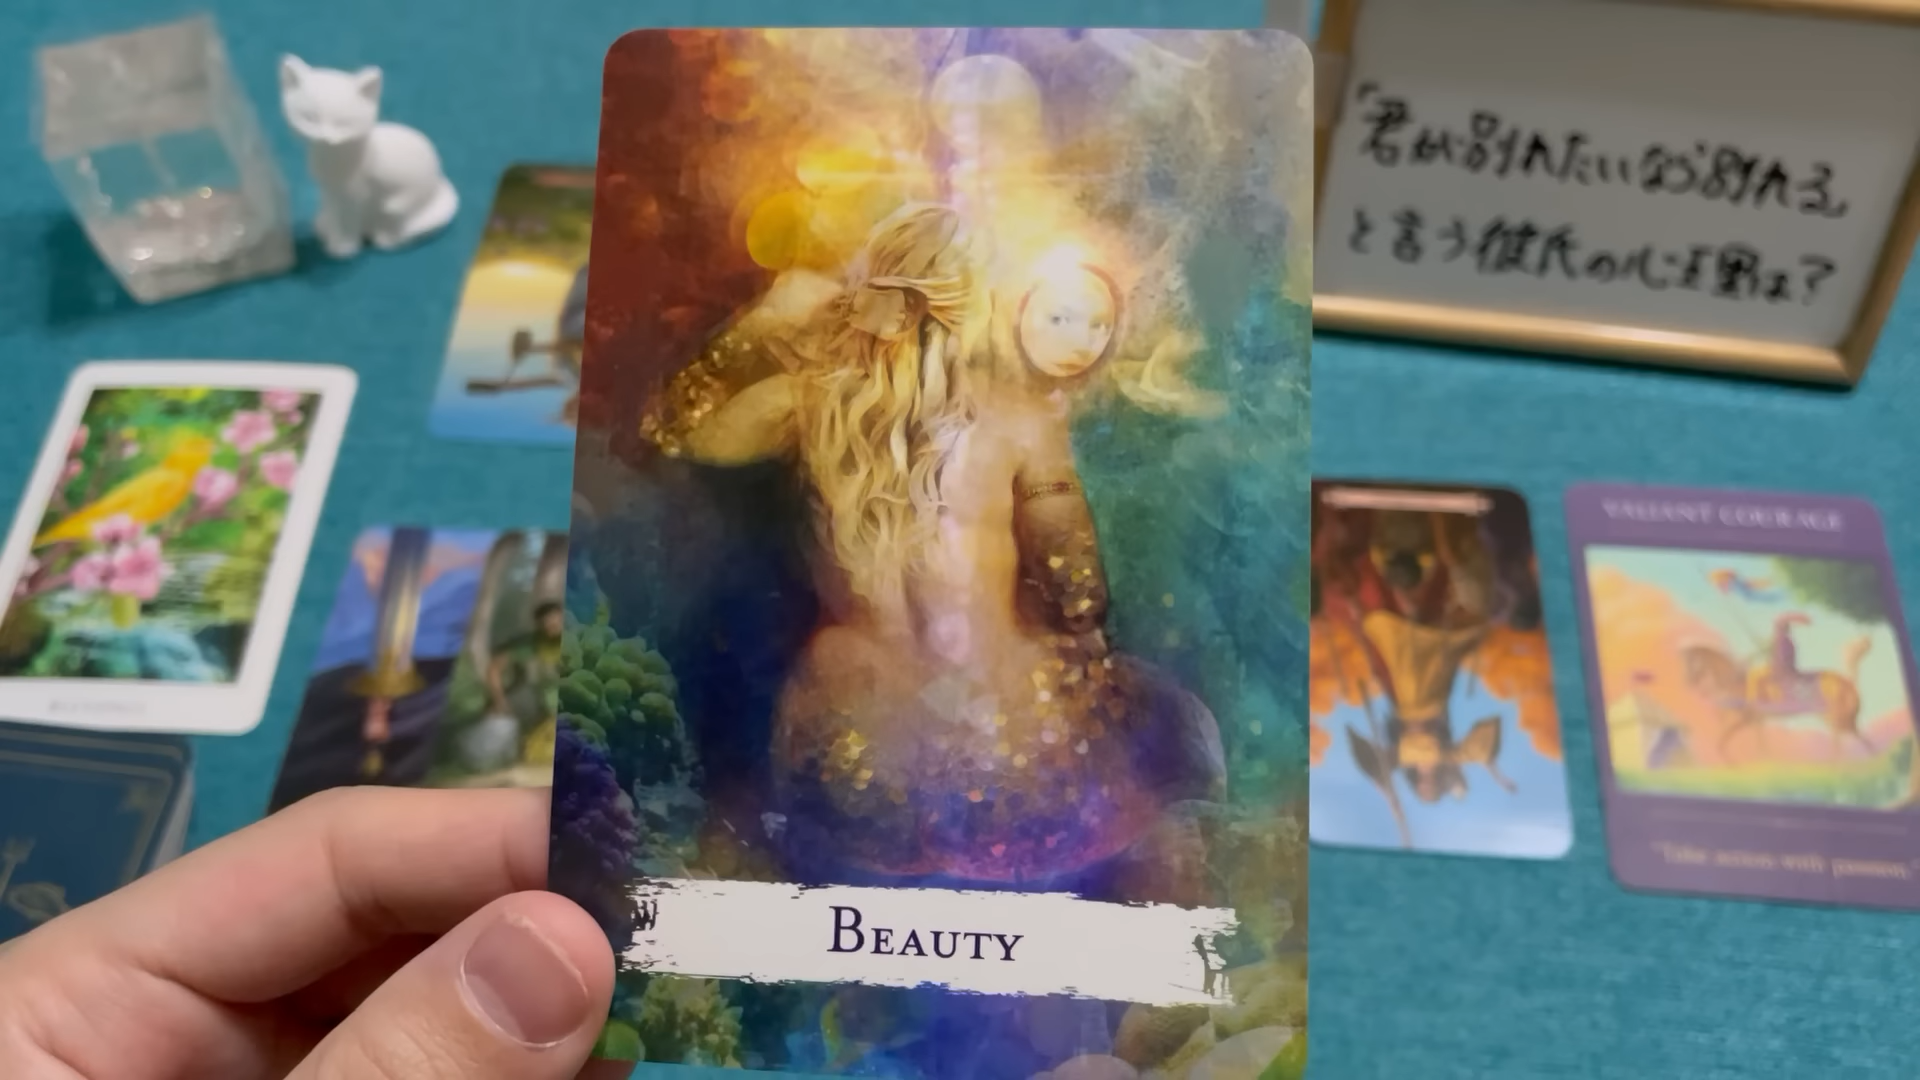 「君が別れたいなら別れる」
と言う彼氏の心理は?
VALIANT COURAGE
"Take action with passion."
BEAUTY